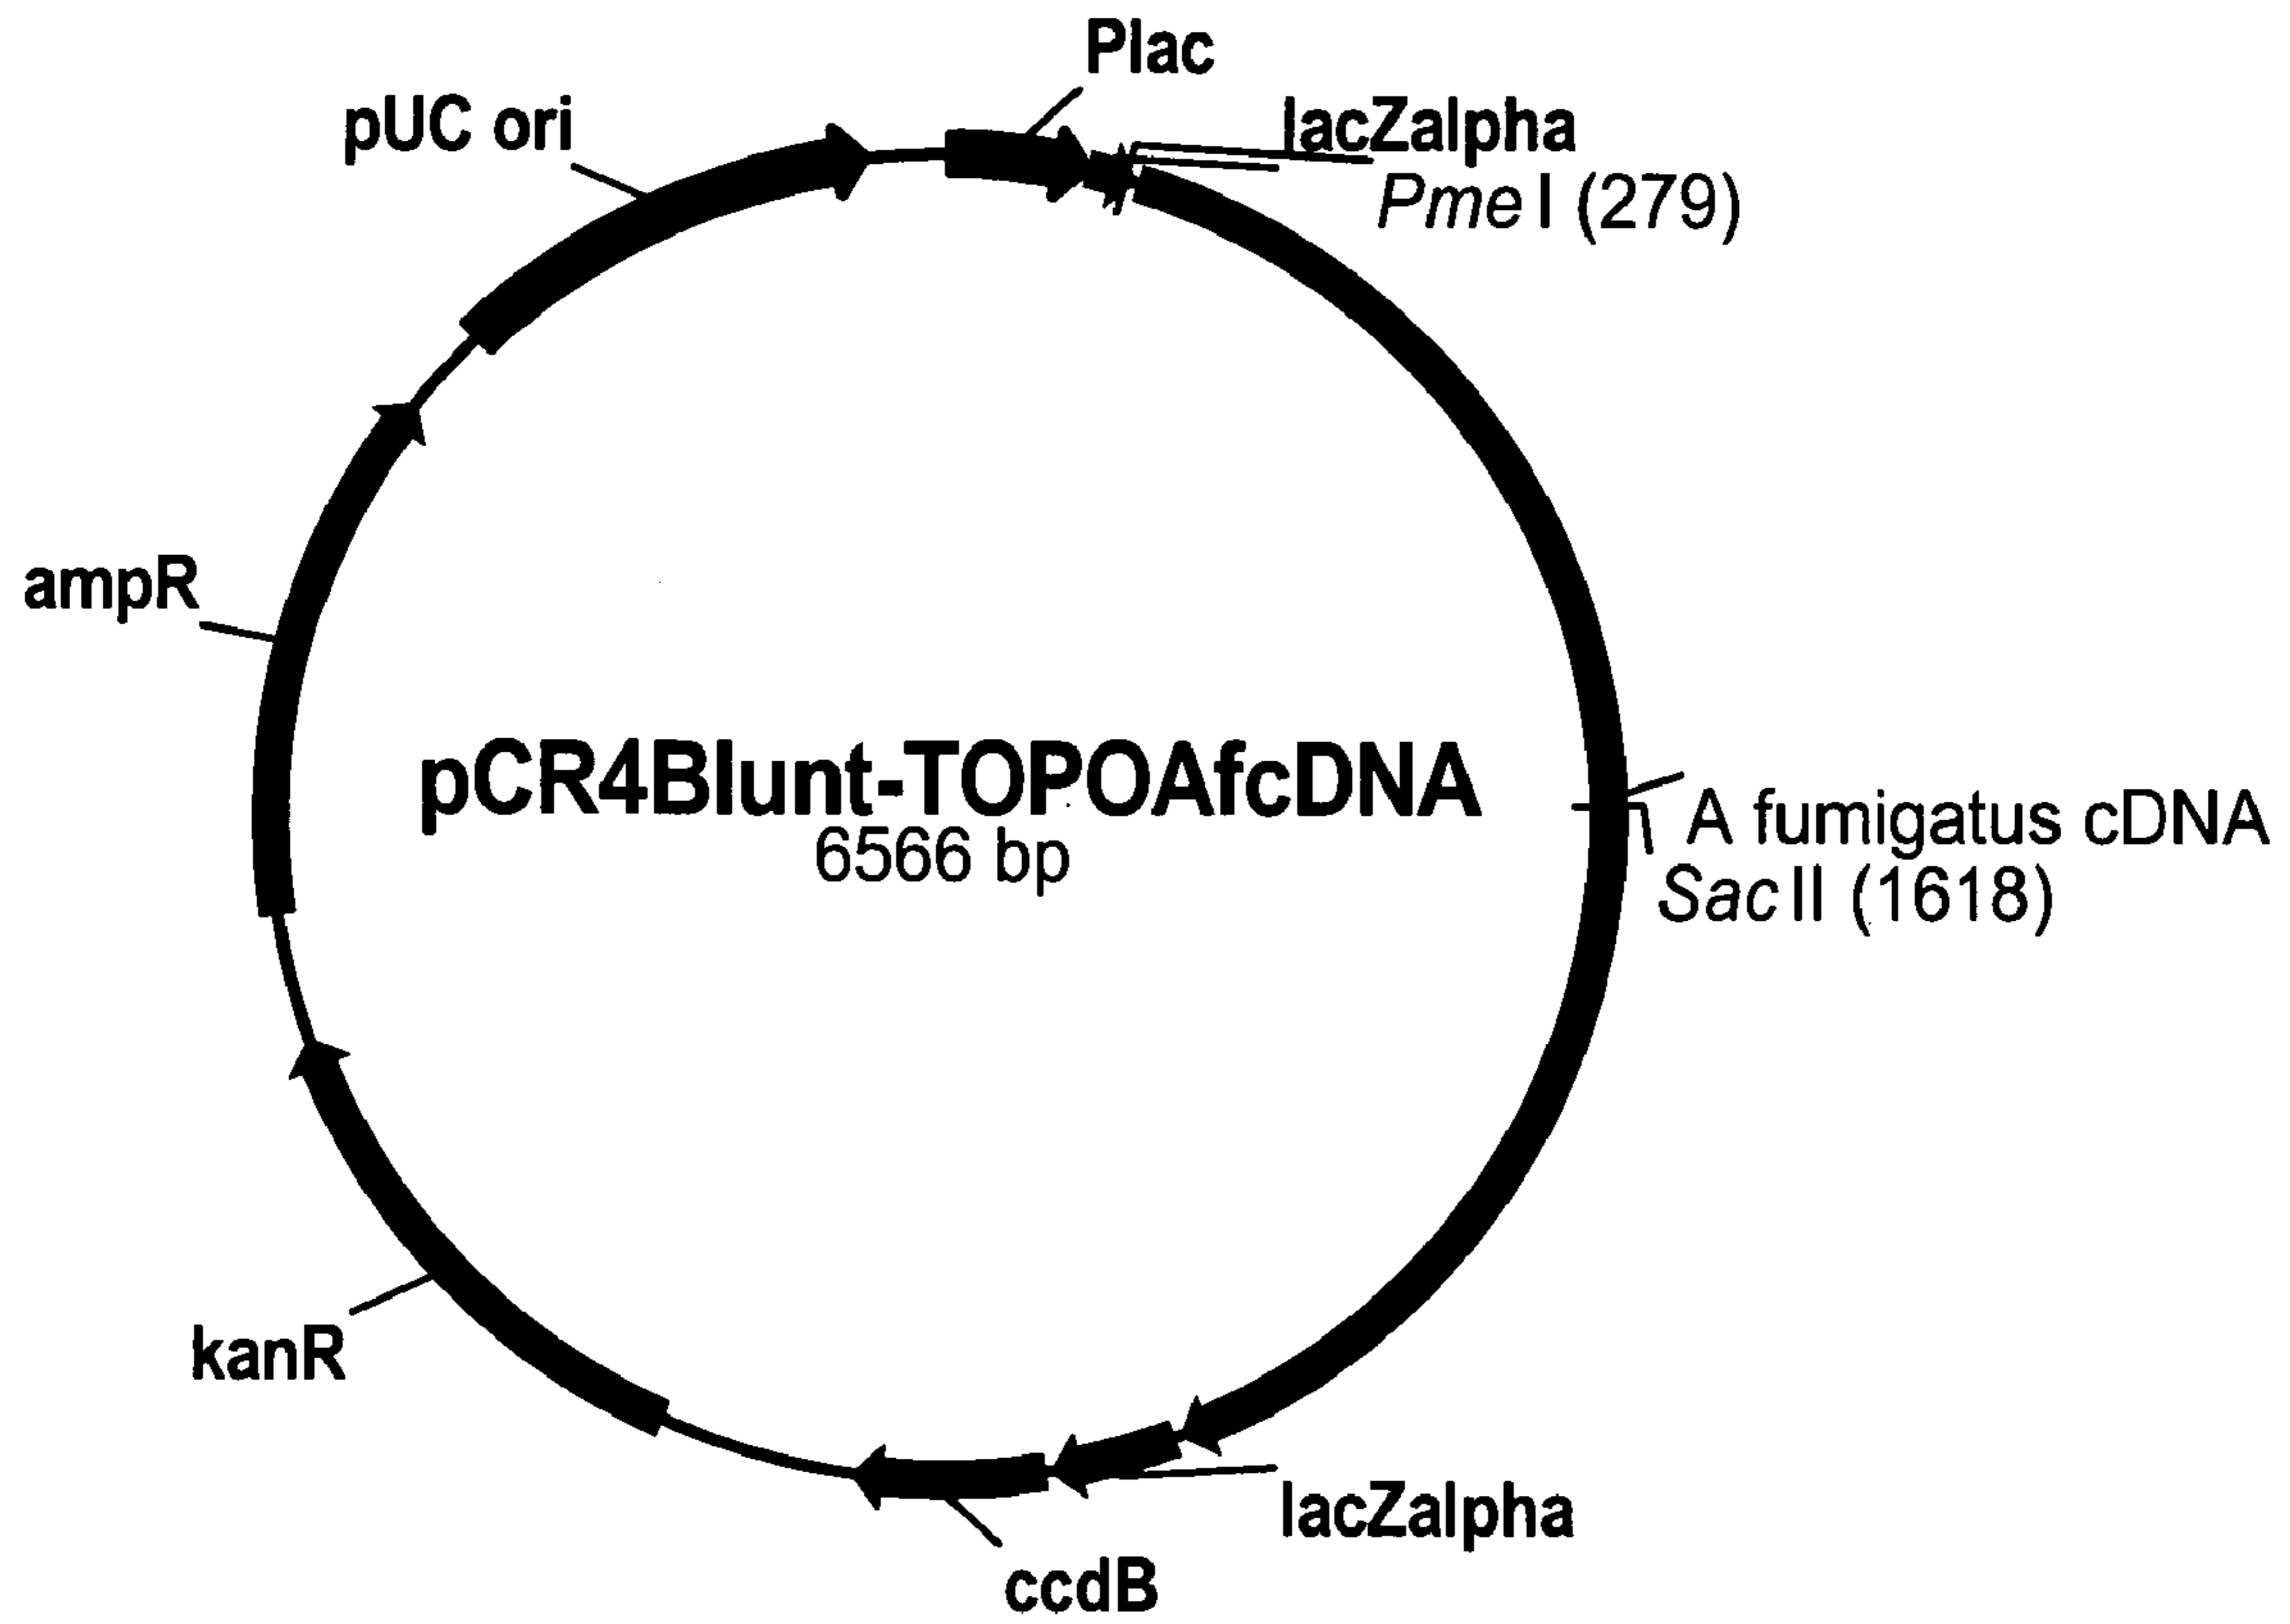 Plac
pUC ori
lacZalpha
PmeI (279)
ampR
pCR4Blunt-TOPOAfcDNA
6566 bp
A fumigatus cDNA
SacII (1618)
kanR
lacZalpha
ccdB